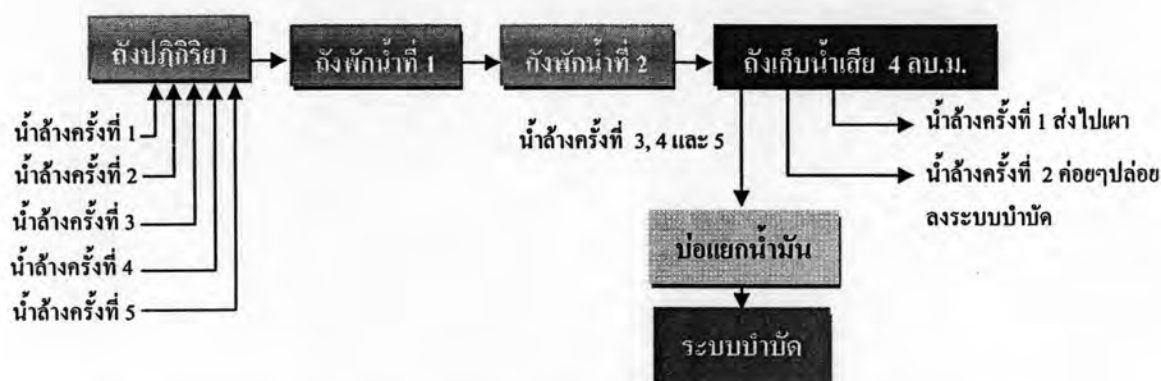 ถังปฏิกิริยา
ถังพักน้ำที่ 1
ถังพักน้ำที่ 2
ถังเก็บน้ำเสีย 4 ลบ.ม.
น้ำล้างครั้งที่ 1
น้ำล้างครั้งที่ 2
น้ำล้างครั้งที่ 3
น้ำล้างครั้งที่ 4
น้ำล้างครั้งที่ 5
น้ำล้างครั้งที่ 3, 4 และ 5
น้ำล้างครั้งที่ 1 ส่งไปเผา
น้ำล้างครั้งที่ 2 ค่อยๆปล่อย
ลงระบบบำบัด
บ่อแยกน้ำมัน
ระบบบำบัด